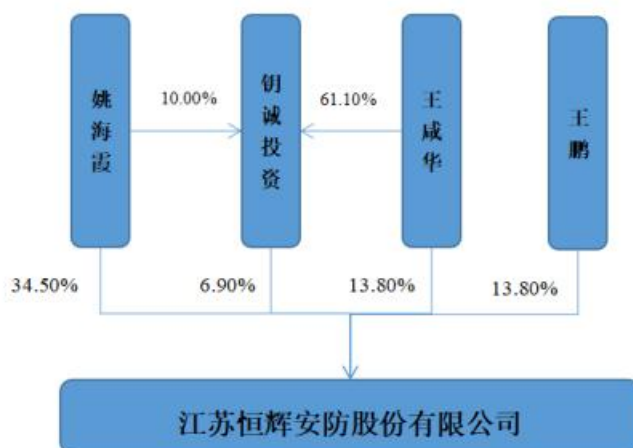 姚海霞
10.00%
钥诚投资
61.10%
王咸华
王鹏
34.50%
6.90%
13.80%
13.80%
江苏恒辉安防股份有限公司